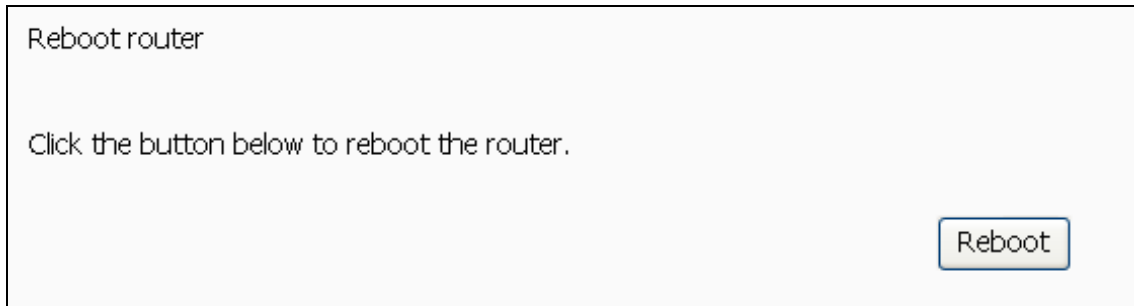 Reboot router
Click the button below to reboot the router.
Reboot